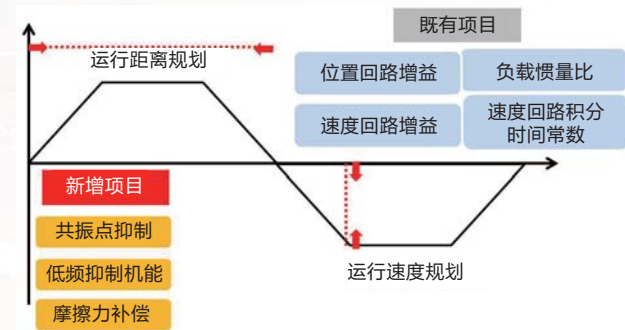 既有项目
运行距离规划
位置回路增益
负载惯量比
速度回路增益
速度回路积分
时间常数
新增项目
共振点抑制
低频抑制机能
运行速度规划
摩擦力补偿